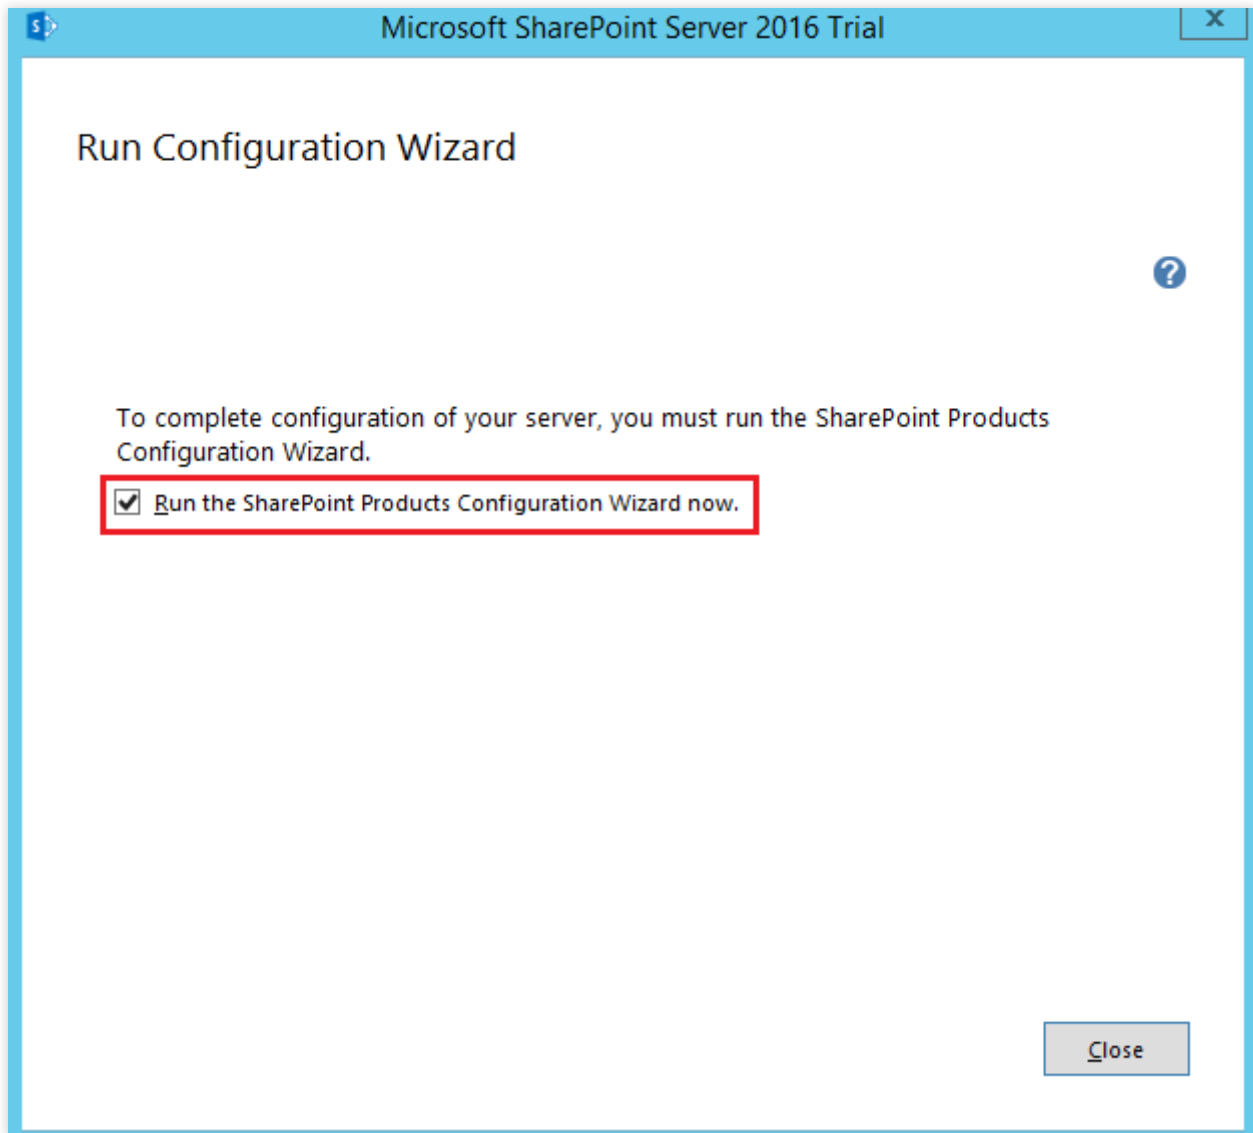 Microsoft SharePoint Server 2016 Trial
x
Run Configuration Wizard
?
To complete configuration of your server, you must run the SharePoint Products
Configuration Wizard.
Run the SharePoint Products Configuration Wizard now.
Close